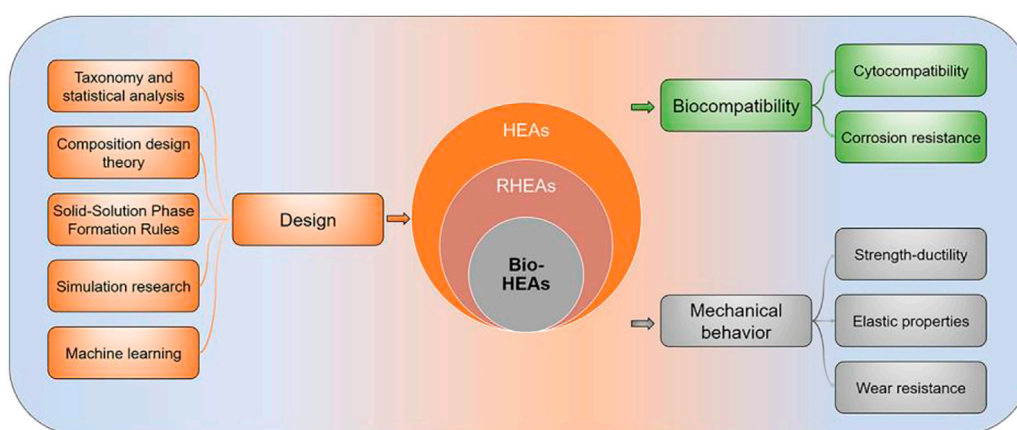 Taxonomy and
statistical analysis
Composition design
theory
Solid-Solution Phase
Formation Rules
Simulation research
Machine learning
Design
HEAs
RHEAs
Bio-
HEAs
Biocompatibility
Cytocompatibility
Corrosion resistance
Mechanical
behavior
Strength-ductility
Elastic properties
Wear resistance